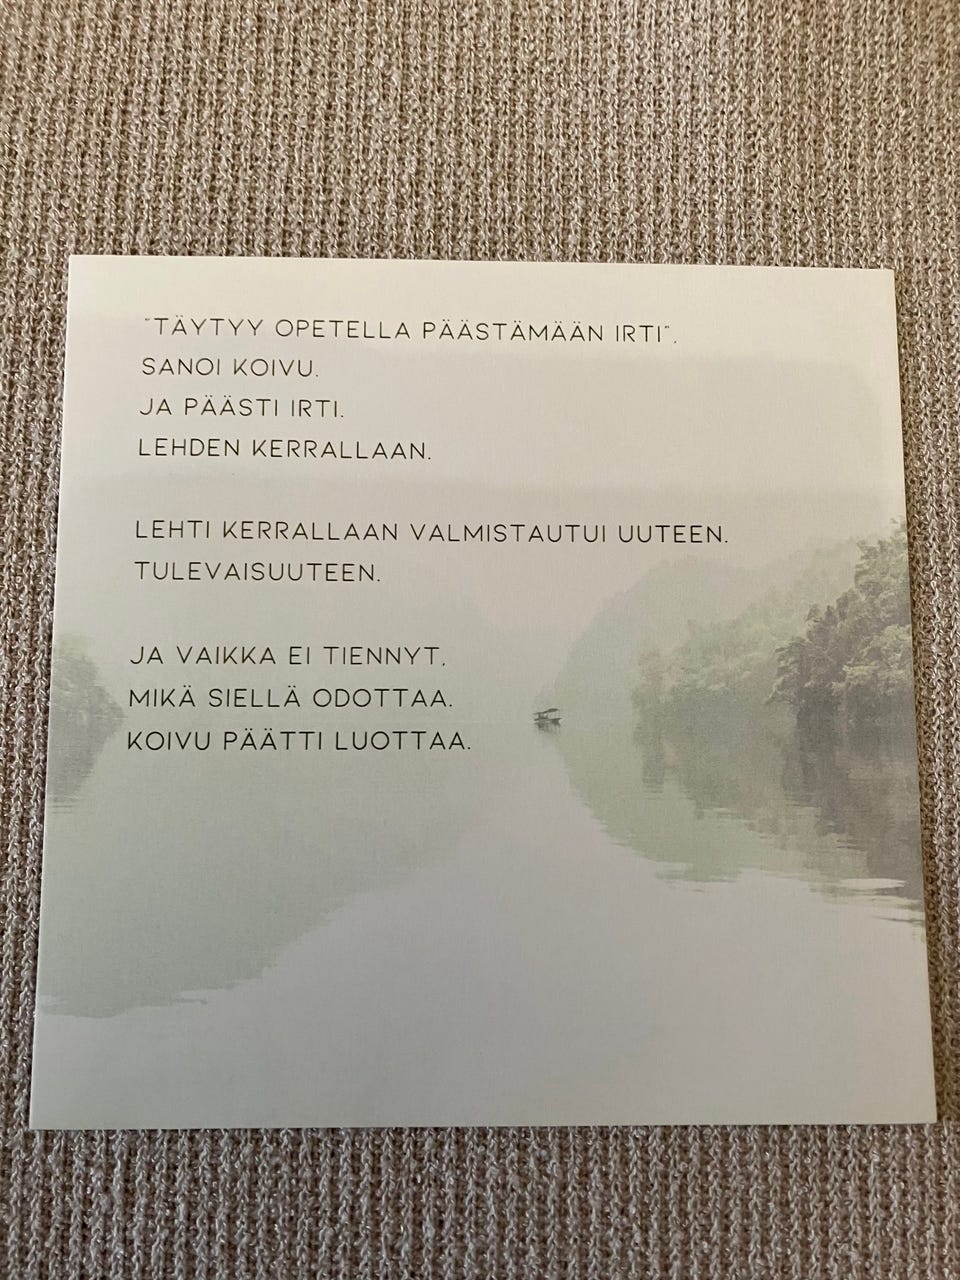 "TÄYTYY OPETELLA PÄÄSTÄMÄÄN IRTI",
SANOI KOIVU.
JA PÄÄSTI IRTI.
LEHDEN KERRALLAAN.
LEHTI KERRALLAAN VALMISTAUTUI UUTEEN.
TULEVAISUUTEEN.
JA VAIKKA EI TIENNYT,
MIKÄ SIELLÄ ODOTTAA.
KOIVU PÄÄTTI LUOTTAA.